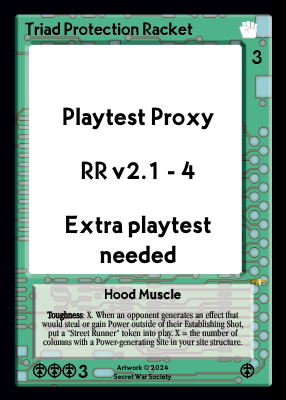 Triad Protection Racket
3
Playtest Proxy
RR v2.1 - 4
Extra playtest
needed
Hood Muscle
Toughness: X. When an opponent generates an effect that
would steal or gain Power outside of their Establishing Shot,
put a "Street Runner" token into play. X = the number of
columns with a Power-generating Site in your site structure.
3
Artwork © 2024
Secret War Society